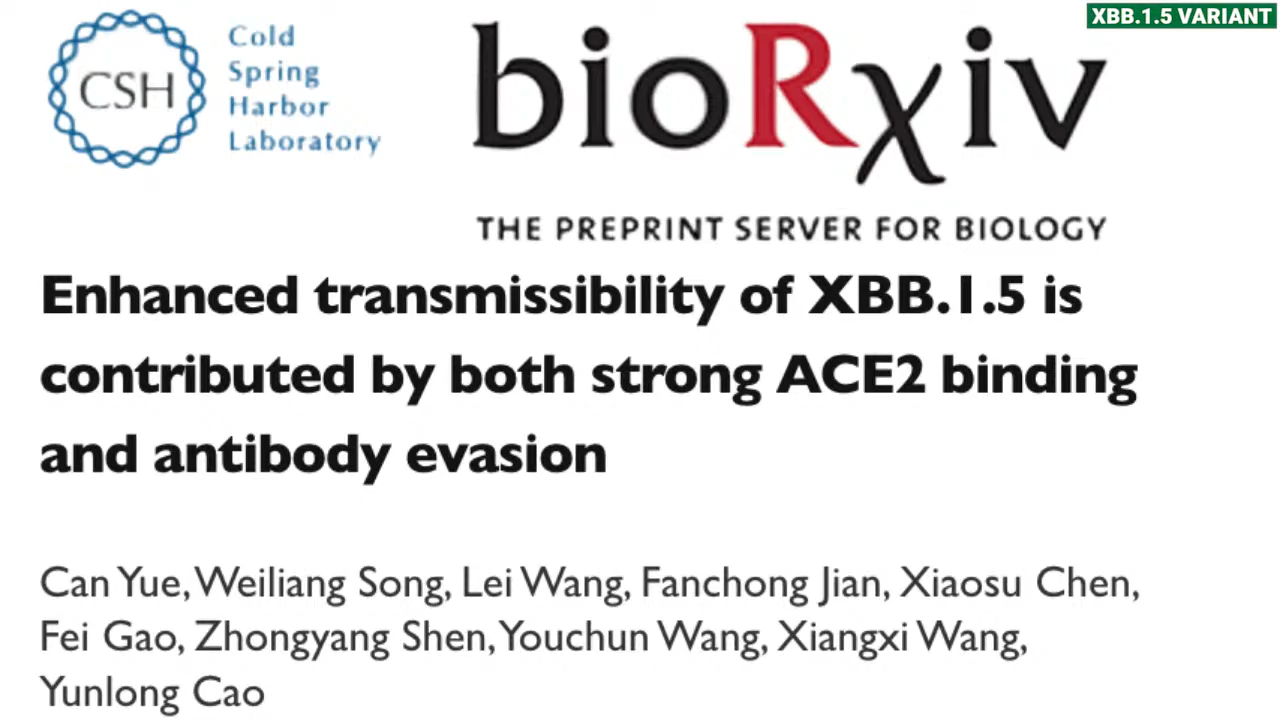 XBB.1.5 VARIANT
CSH
Cold
Spring
Harbor
Laboratory
bioRχiv
THE PREPRINT SERVER FOR BIOLOGY
Enhanced transmissibility of XBB.1.5 is
contributed by both strong ACE2 binding
and antibody evasion
Can Yue, Weiliang Song, Lei Wang, Fanchong Jian, Xiaosu Chen,
Fei Gao, Zhongyang Shen, Youchun Wang, Xiangxi Wang,
Yunlong Cao